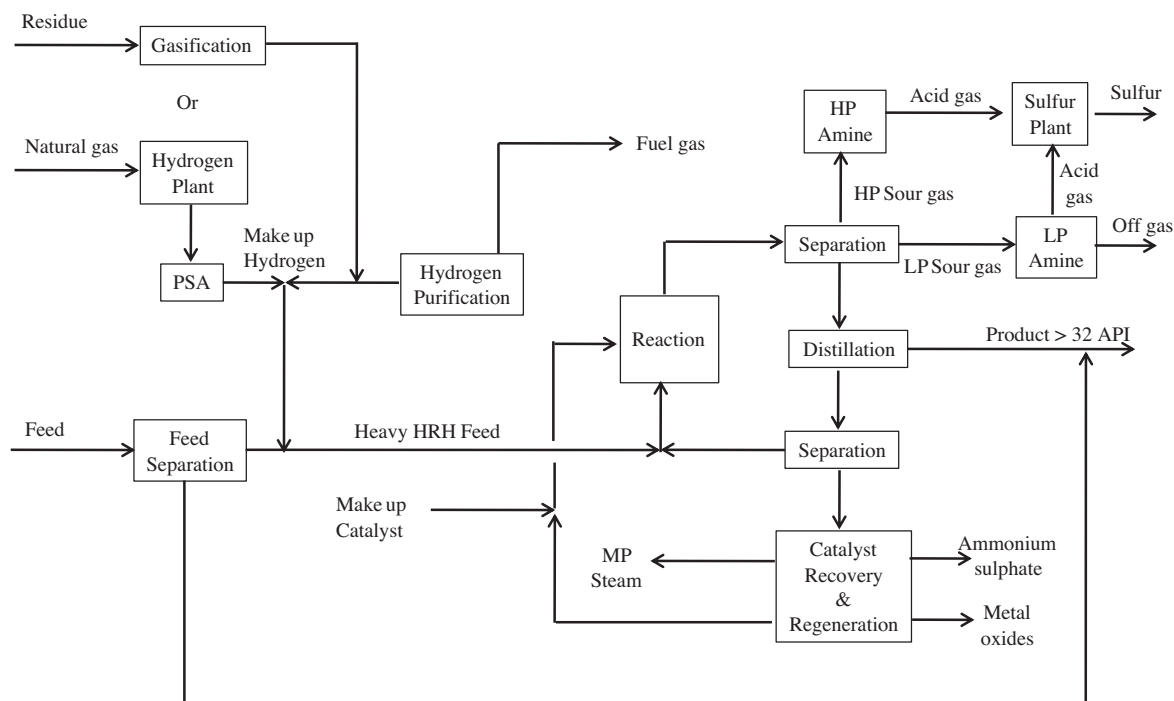 Residue
Gasification
Or
Natural gas
Hydrogen
Plant
PSA
Make up
Hydrogen
Hydrogen
Purification
Fuel gas
HP
Amine
Acid gas
Sulfur
Plant
Sulfur
HP Sour gas
Acid
gas
Separation
LP Sour gas
LP
Amine
Off gas
Reaction
Distillation
Product > 32 API
Feed
Feed
Separation
Heavy HRH Feed
Separation
Make up
Catalyst
MP
Steam
Catalyst
Recovery
&
Regeneration
Ammonium
sulphate
Metal
oxides